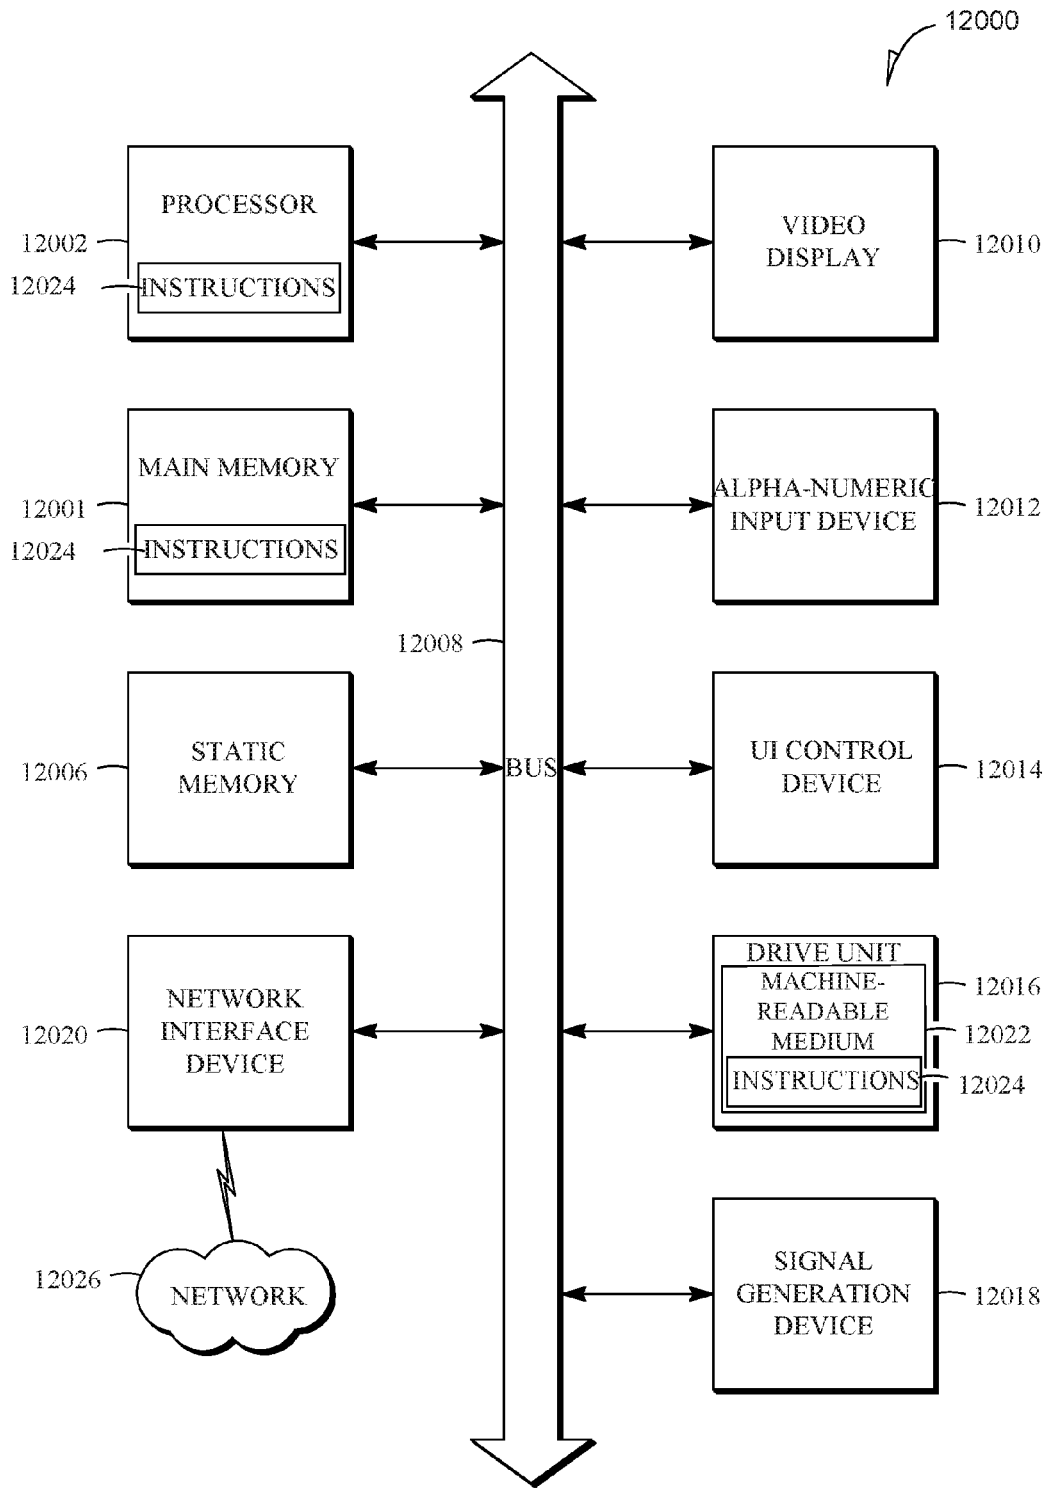 12000
PROCESSOR
12002
12024
INSTRUCTIONS
VIDEO
DISPLAY
12010
MAIN MEMORY
12001
12024
INSTRUCTIONS
ALPHA-NUMERIC
INPUT DEVICE
12012
12008
STATIC
MEMORY
12006
BUS
UI CONTROL
DEVICE
12014
NETWORK
INTERFACE
DEVICE
12020
DRIVE UNIT
MACHINE-
READABLE
MEDIUM
12016
12022
INSTRUCTIONS
12024
12026
NETWORK
SIGNAL
GENERATION
DEVICE
12018